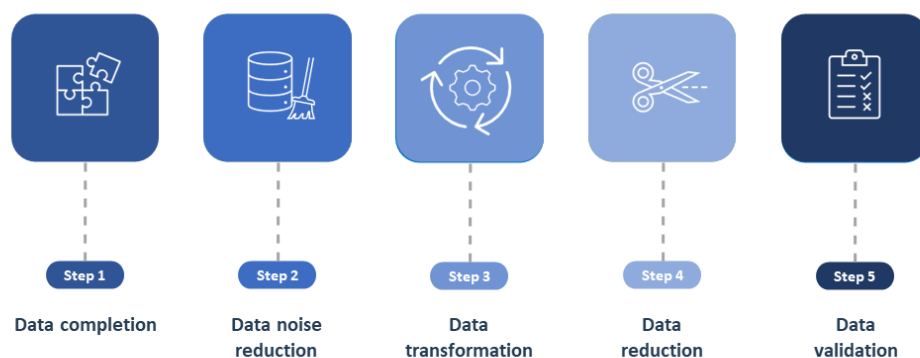 Step 1
Step 2
Step 3
Step 4
Step 5
Data completion
Data noise
reduction
Data
transformation
Data
reduction
Data
validation